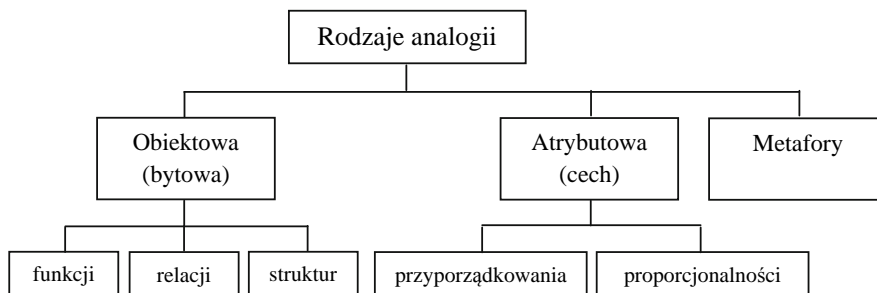 Rodzaje analogii
Obiektowa
(bytowa)
Atrybutowa
(cech)
Metafory
funkcji
relacji
struktur
przyporządkowania
proporcjonalności